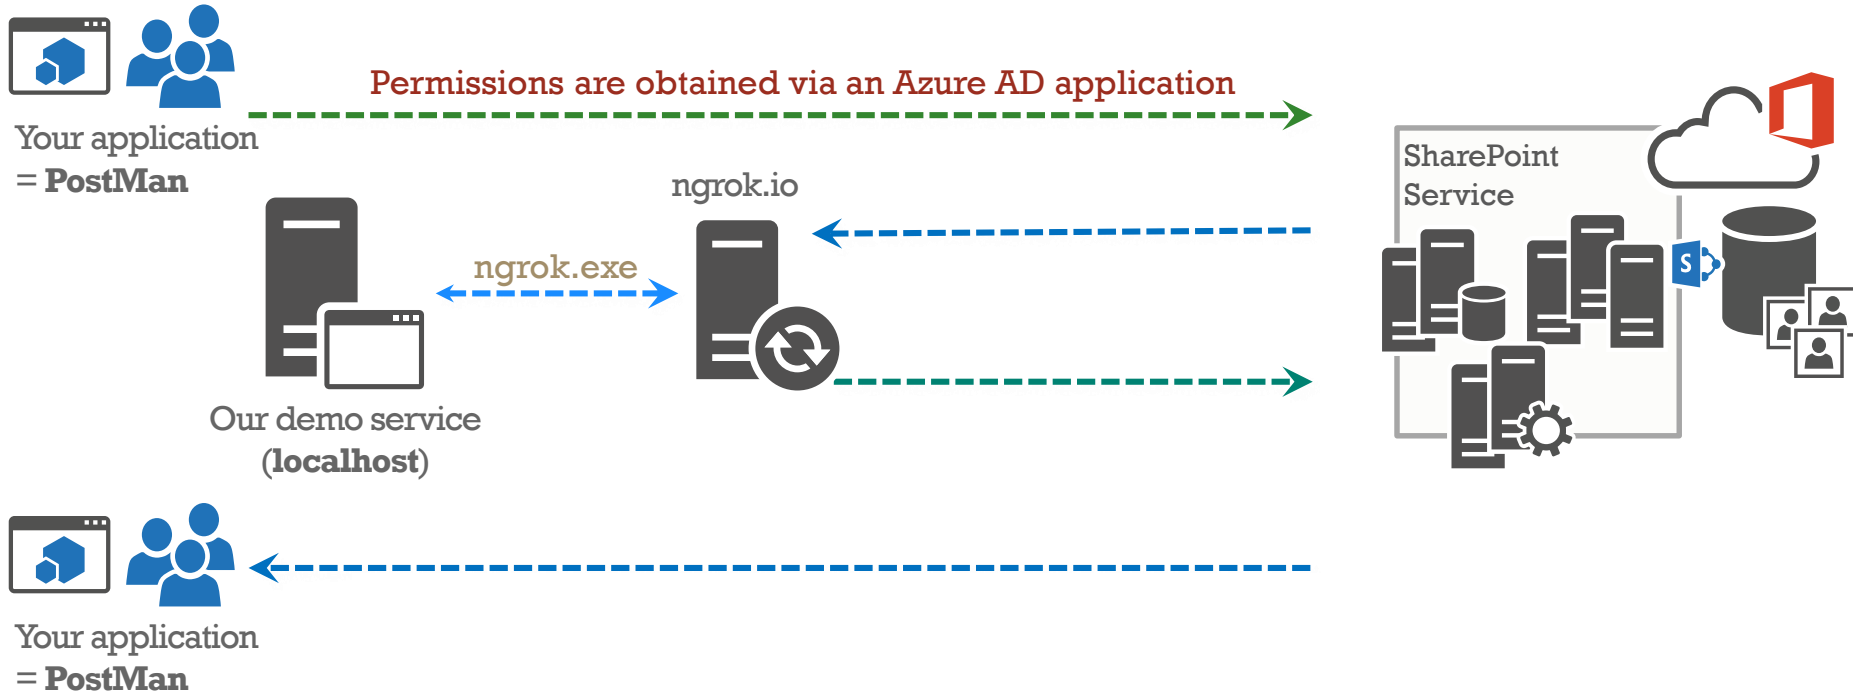 Permissions are obtained via an Azure AD application
Your application
= PostMan
SharePoint
Service
ngrok.io
ngrok.exe
S
Our demo service
(localhost)
Your application
= PostMan